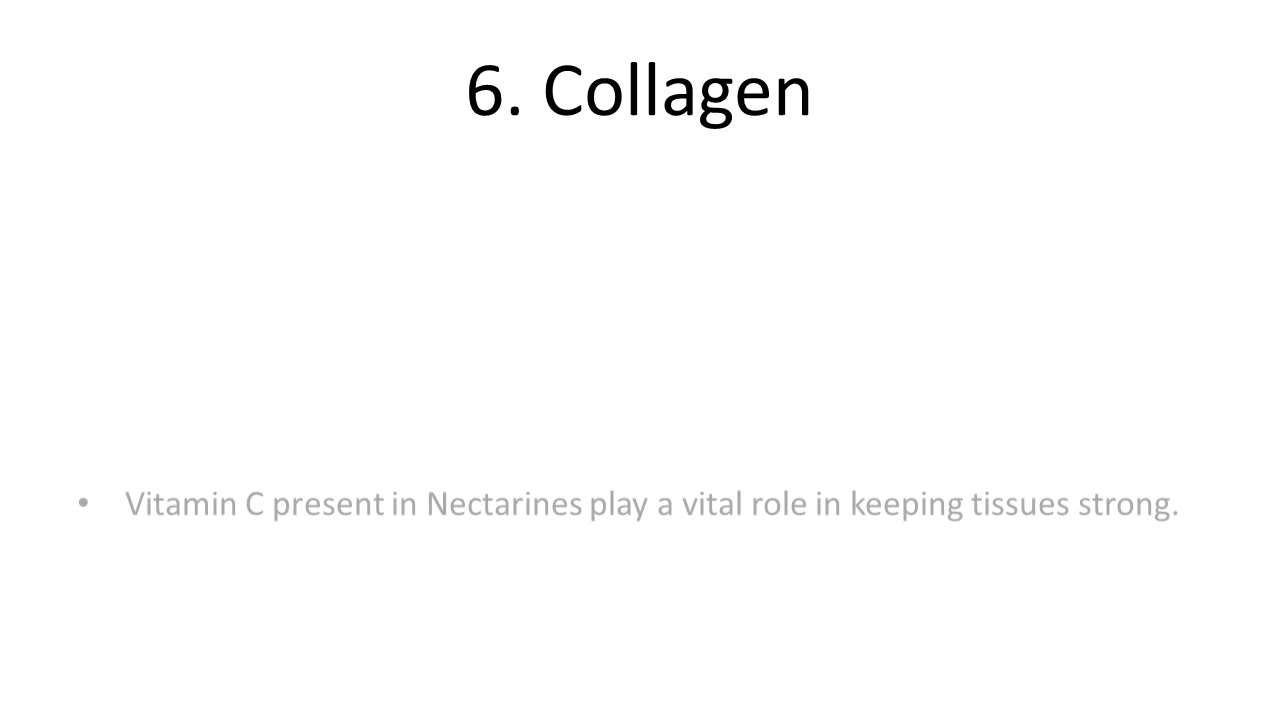 6. Collagen
• Vitamin C present in Nectarines play a vital role in keeping tissues strong.